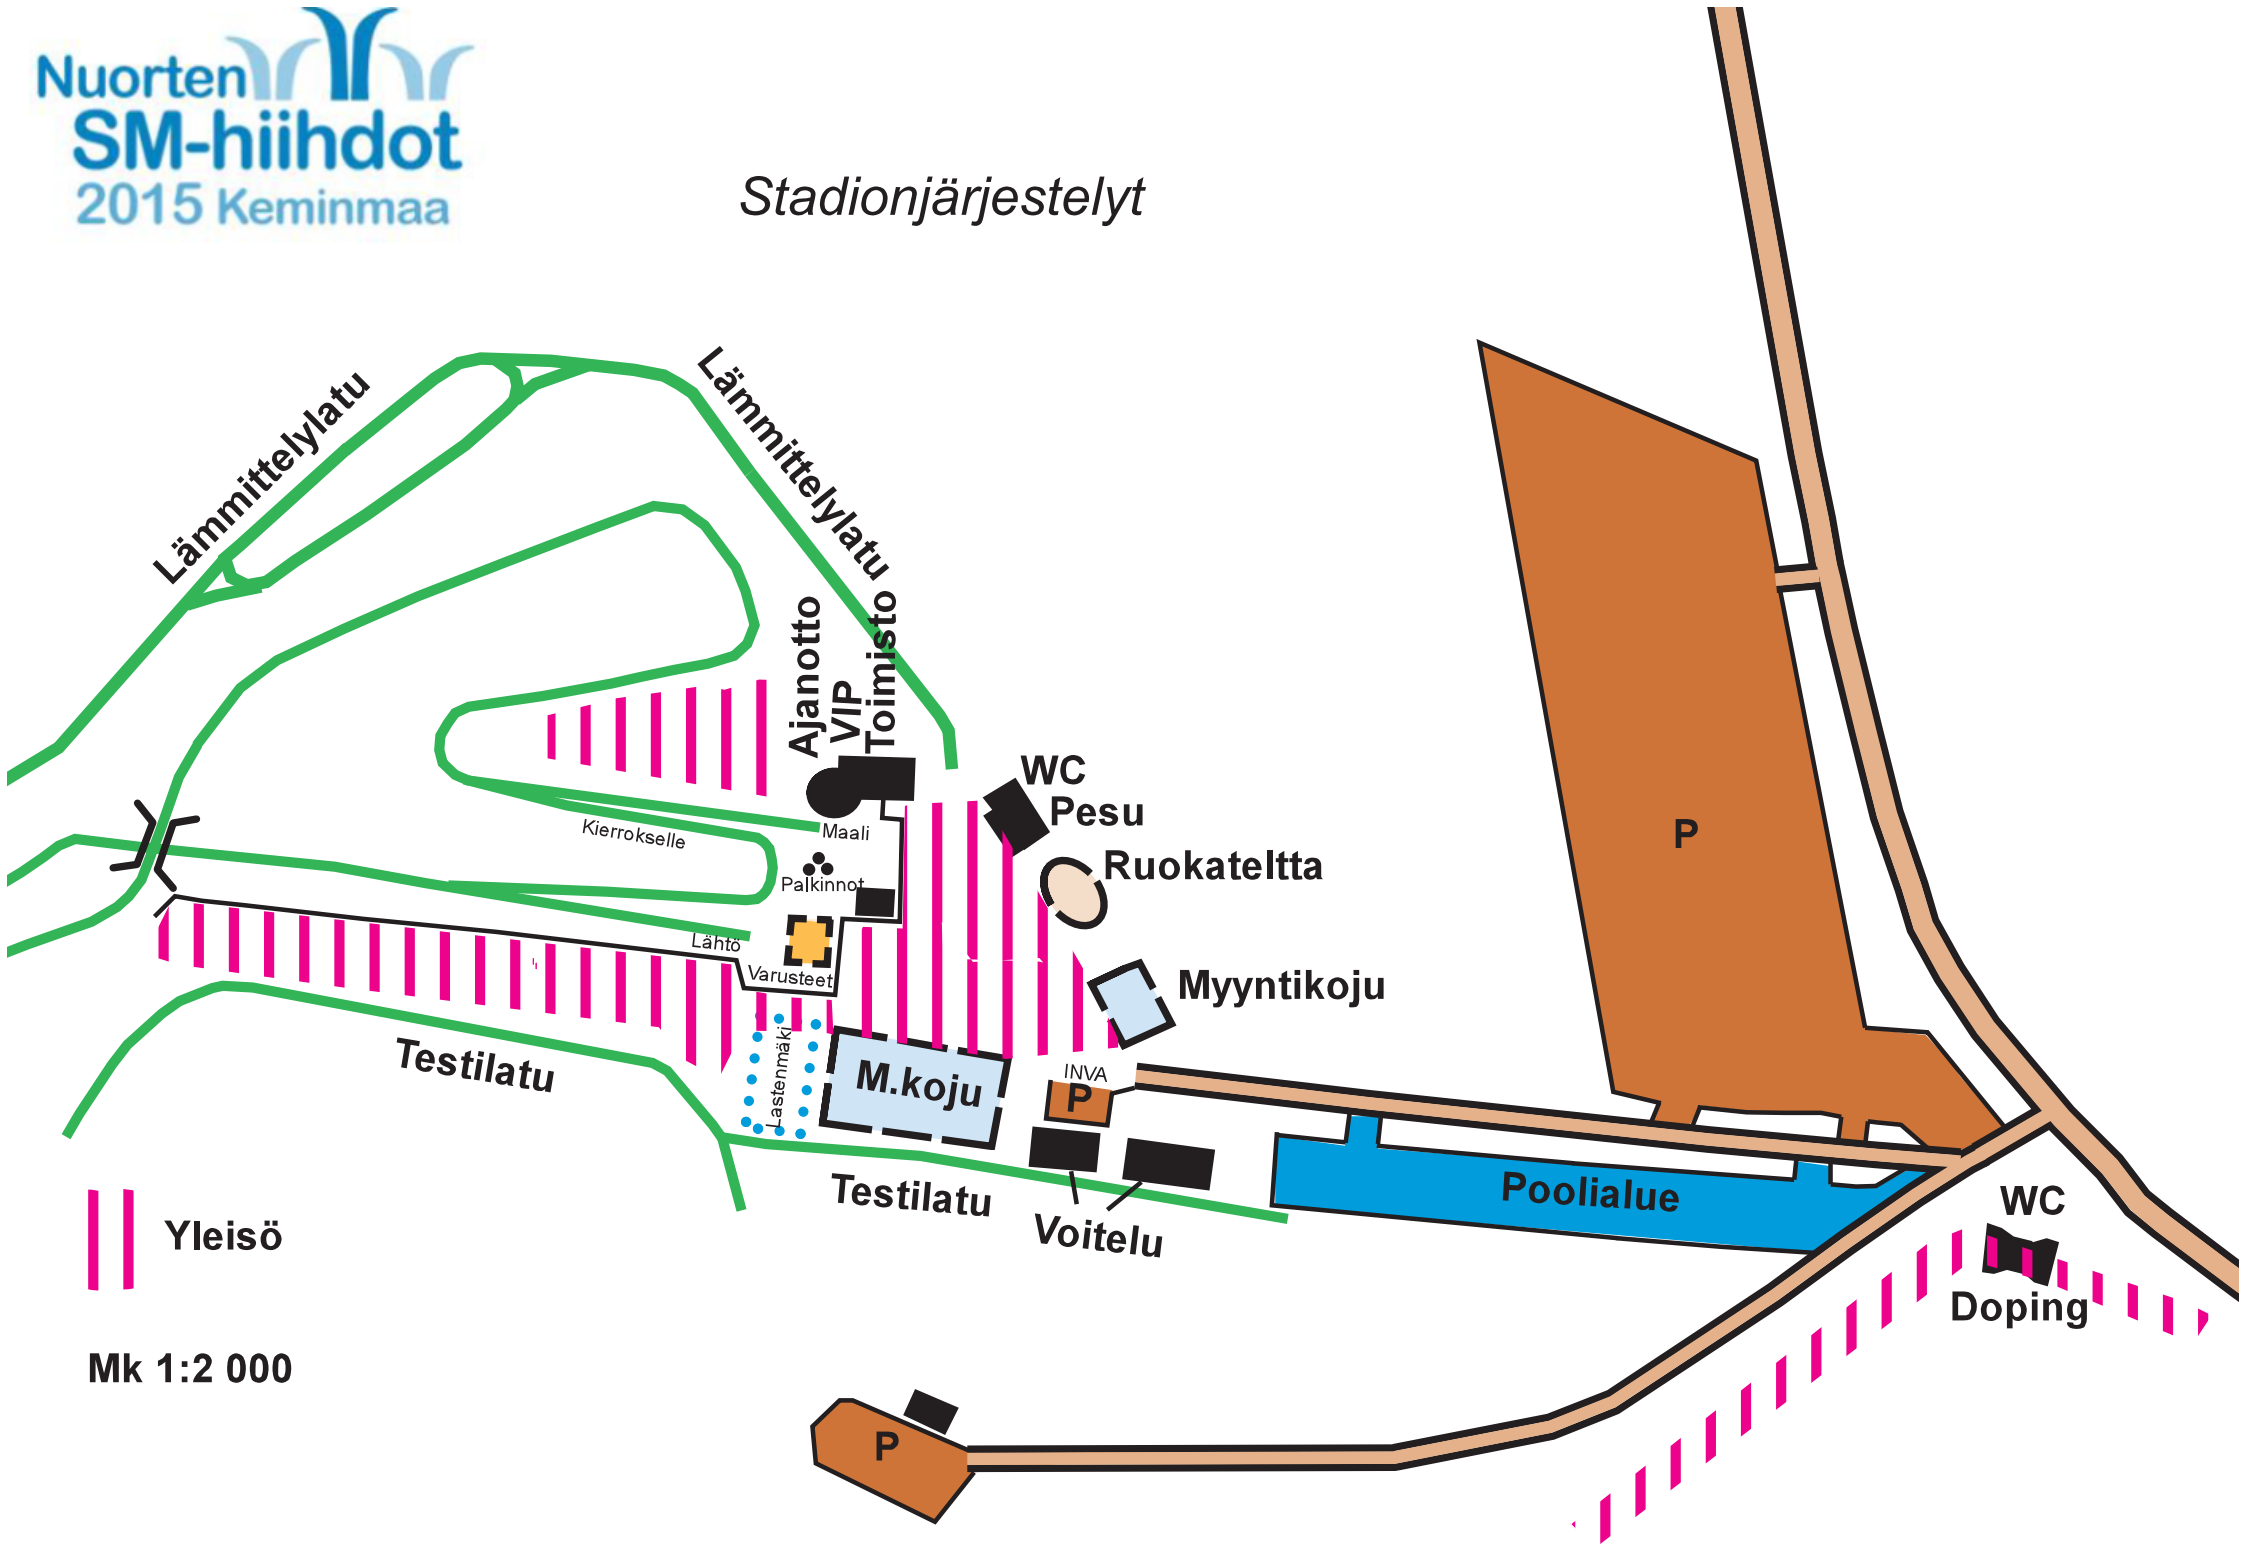 Nuorten
SM-hiihdot
2015 Keminmaa
Stadionjärjestelyt
Lämmittelylatu
Lämmittelylatu
Ajanotto
VIP
Toimisto
WC
Pesu
Kierrokselle
Maali
Ruokateltta
P
Palkinnot
Lähtö
Varusteet
Myyntikoju
Testilatu
Lastenmäki
M.koju
INVA
P
Testilatu
Voitelu
Poolialue
WC
Doping
Yleisö
Mk 1:2 000
P